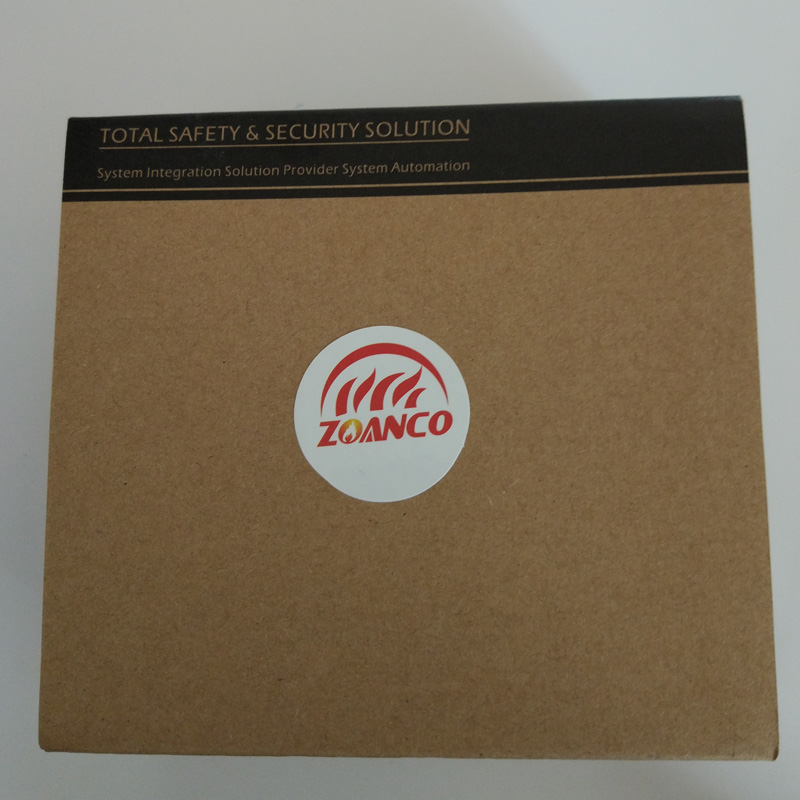 TOTAL SAFETY & SECURITY SOLUTION
System Integration Solution Provider System Automation
ZOANCO